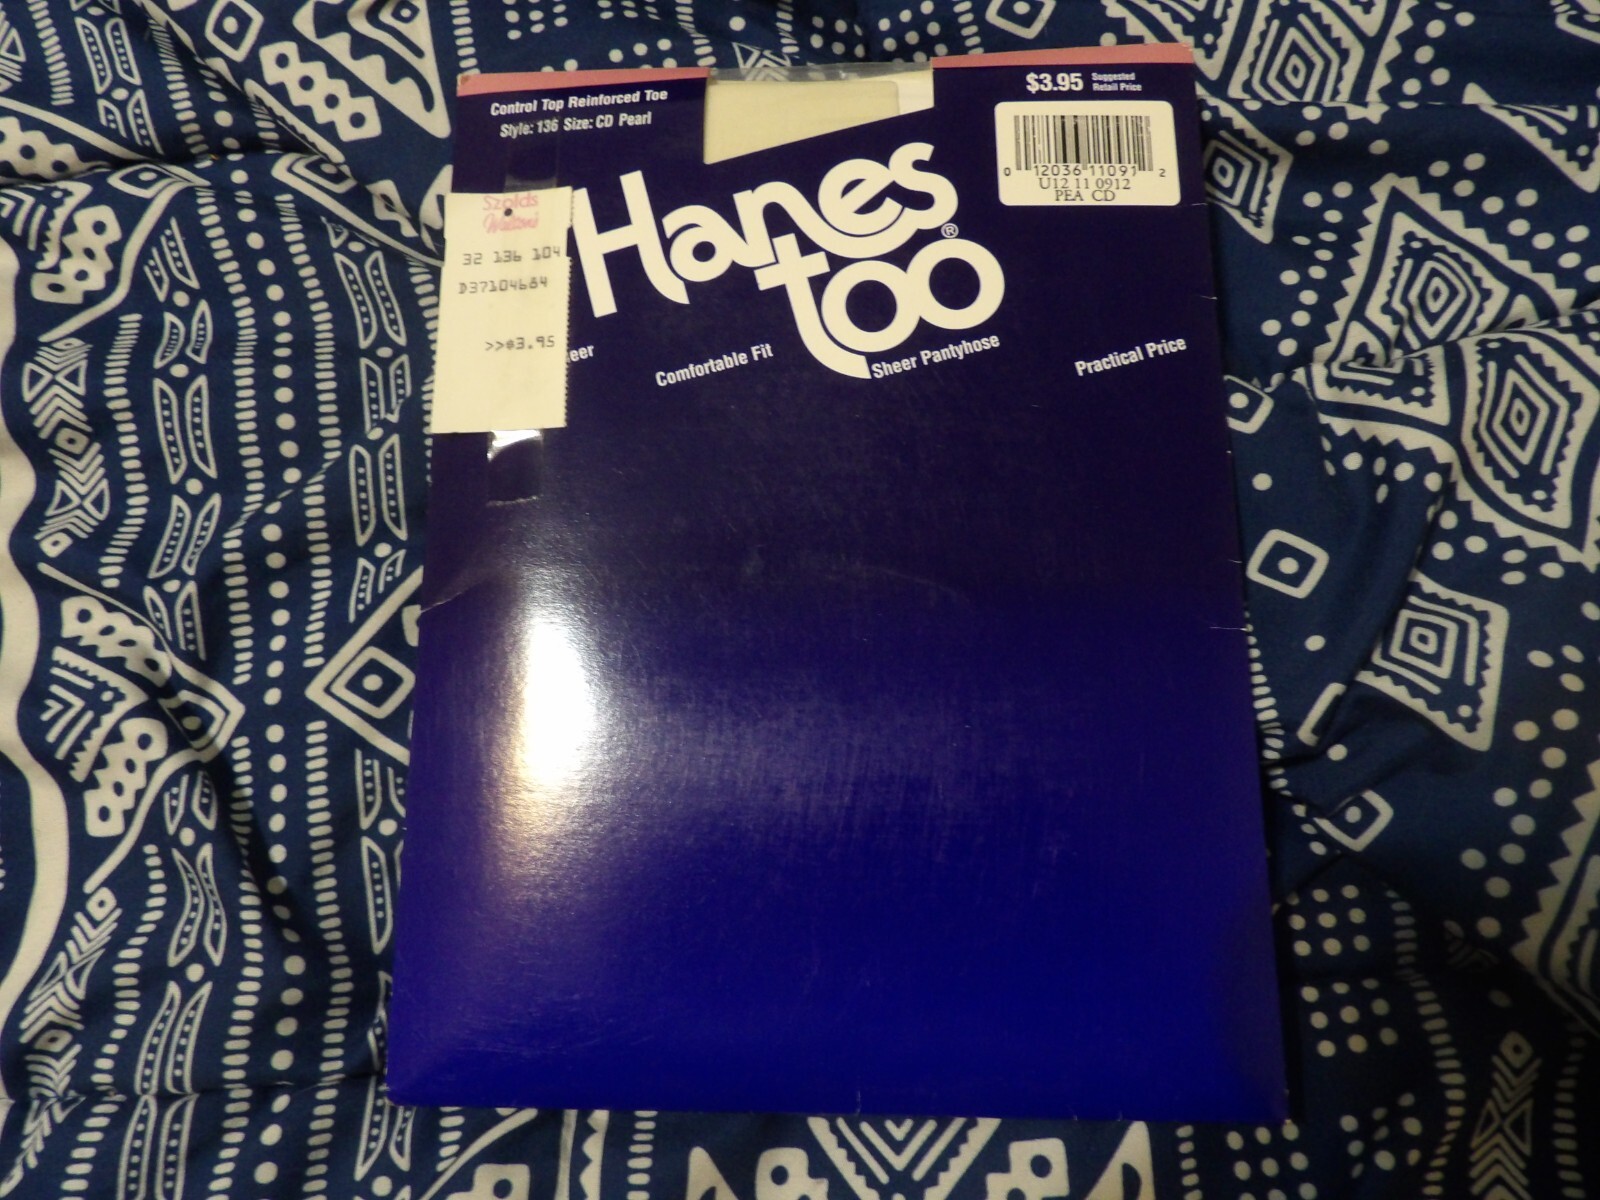 Control Top Reinforced Toe
Style: 136 Size: CD Pearl
$3.95 Suggested
Retail Price
0 12036 11091 2
U12 11 0912
PEA CD
Szolds
32 136 104
D37104684
>>$3.95
Hanes
too®
Comfortable Fit
Sheer Pantyhose
Practical Price